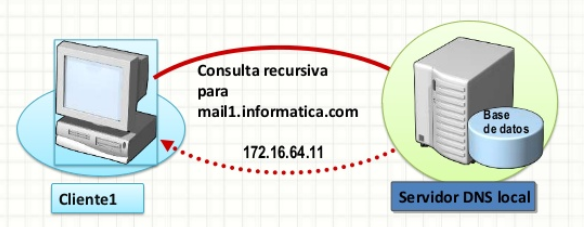 Consulta recursiva
para
mail1.informatica.com
172.16.64.11
Base
de datos
Cliente1
Servidor DNS local